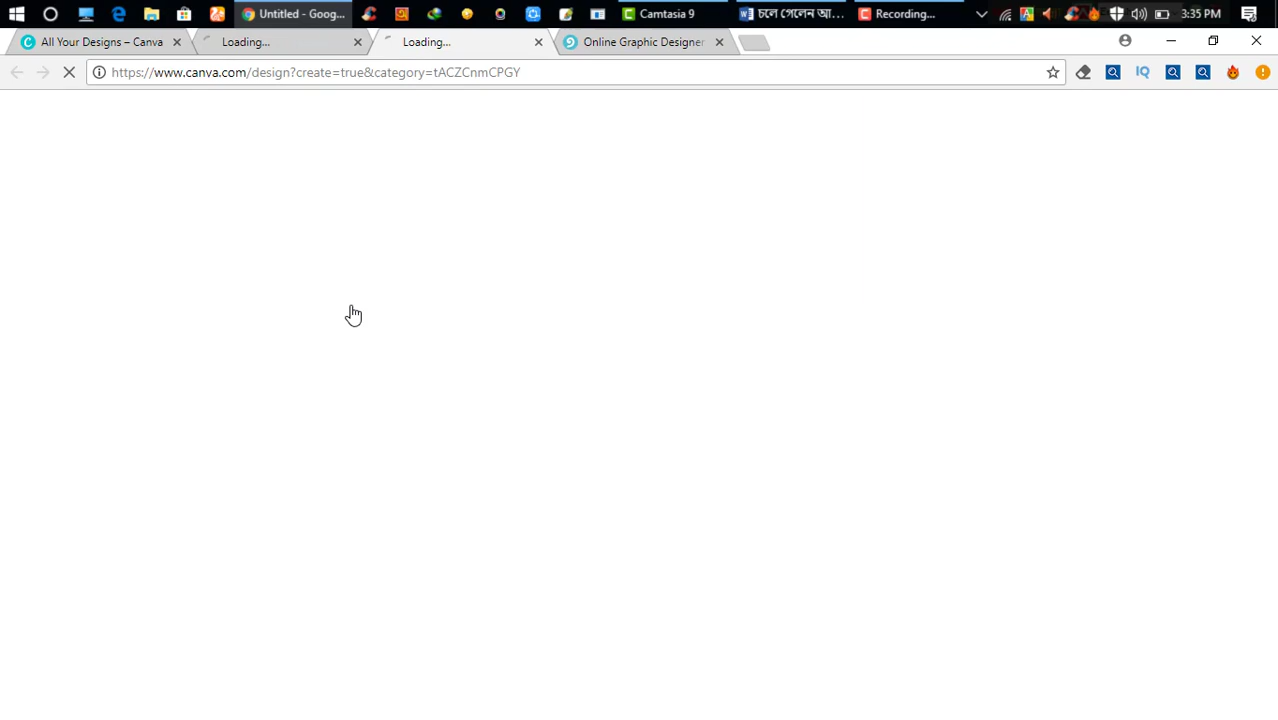 Untitled - Goog...
Camtasia 9
চলে গেলেন আ...
Recording...
3:35 PM
All Your Designs – Canva
Loading...
Loading...
Online Graphic Designer
https://www.canva.com/design?create=true&category=tACZCnmCPGY
IQ